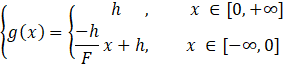 g(x) = { h , x ∈ [0, +∞]
{ −h/F x + h, x ∈ [−∞, 0]